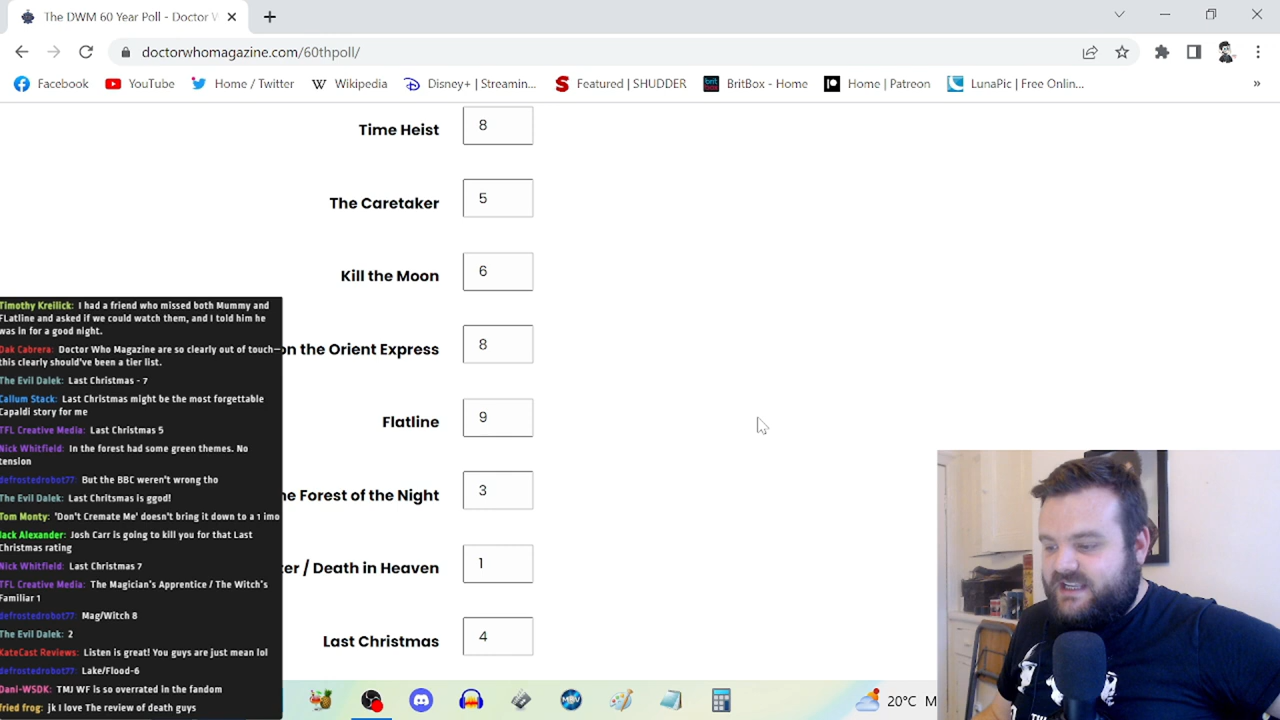 The DWM 60 Year Poll - Doctor W
doctorwhomagazine.com/60thpoll/
Facebook YouTube Home / Twitter Wikipedia Disney+ | Streamin... Featured | SHUDDER BritBox - Home Home | Patreon LunaPic | Free Onlin... »
Time Heist 8
The Caretaker 5
Kill the Moon 6
on the Orient Express 8
Flatline 9
he Forest of the Night 3
ter / Death in Heaven 1
Last Christmas 4
Timothy Kreilick: I had a friend who missed both Mummy and
FLatline and asked if we could watch them, and I told him he
was in for a good night.
Dak Cabrera: Doctor Who Magazine are so clearly out of touch—
this clearly should've been a tier list.
The Evil Dalek: Last Christmas - 7
Callum Stack: Last Christmas might be the most forgettable
Capaldi story for me
TFL Creative Media: Last Christmas 5
Nick Whitfield: In the forest had some green themes. No
tension
defrostedrobot77: But the BBC weren't wrong tho
The Evil Dalek: Last Chritsmas is ggod!
Tom Monty: 'Don't Cremate Me' doesn't bring it down to a 1 imo
Jack Alexander: Josh Carr is going to kill you for that Last
Christmas rating
Nick Whitfield: Last Christmas 7
TFL Creative Media: The Magician's Apprentice / The Witch's
Familiar 1
defrostedrobot77: Mag/Witch 8
The Evil Dalek: 2
KateCast Reviews: Listen is great! You guys are just mean lol
defrostedrobot77: Lake/Flood-6
Dani-WSDK: TMJ WF is so overrated in the fandom
fried frog: jk I love The review of death guys
20°C M